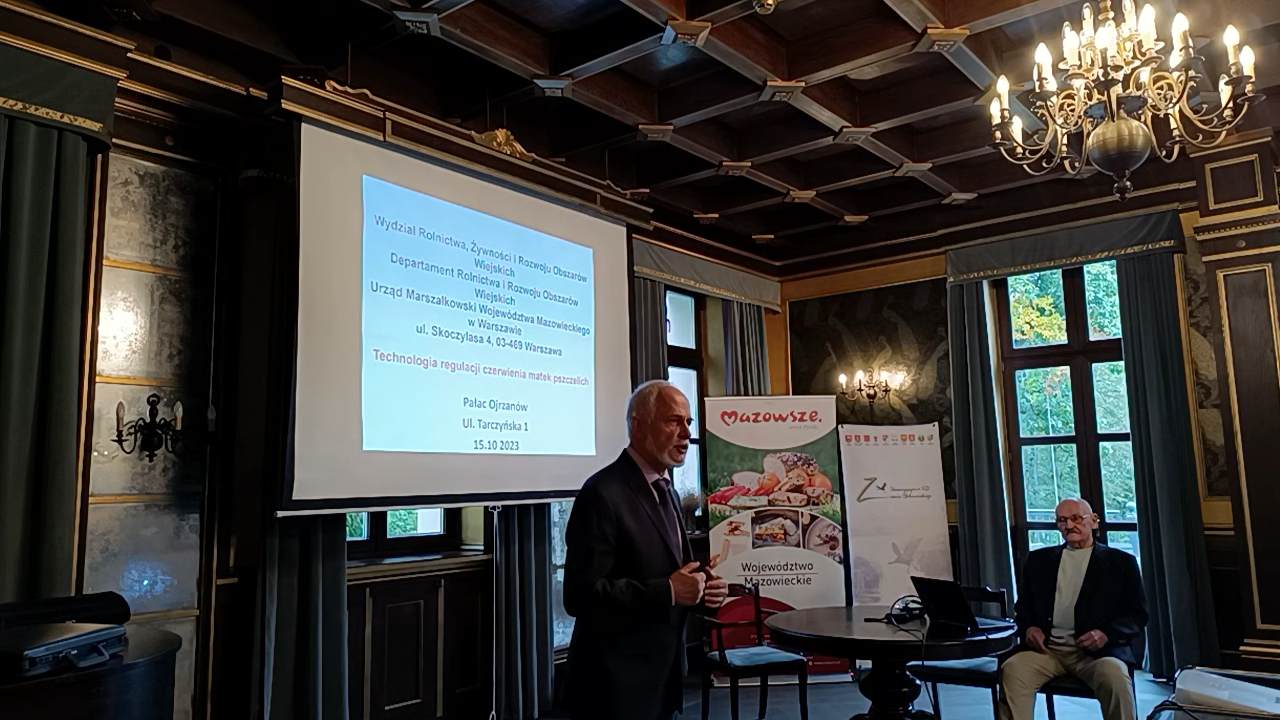 Wydział Rolnictwa, Żywności i Rozwoju Obszarów
Wiejskich
Departament Rolnictwa i Rozwoju Obszarów
Wiejskich
Urząd Marszałkowski Województwa Mazowieckiego
w Warszawie
ul. Skoczylasa 4, 03-469 Warszawa
Technologia regulacji czerwienia matek pszczelich
Pałac Ojrzanów
Ul. Tarczyńska 1
15.10 2023
mazowsze.
Województwo
Mazowieckie